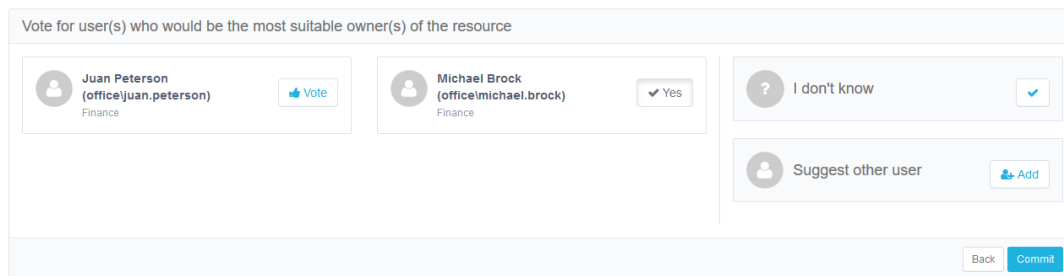 Vote for user(s) who would be the most suitable owner(s) of the resource
Juan Peterson
(office\juan.peterson)
Finance
Vote
Michael Brock
(office\michael.brock)
Finance
Yes
?
I don't know
Suggest other user
Add
Back
Commit